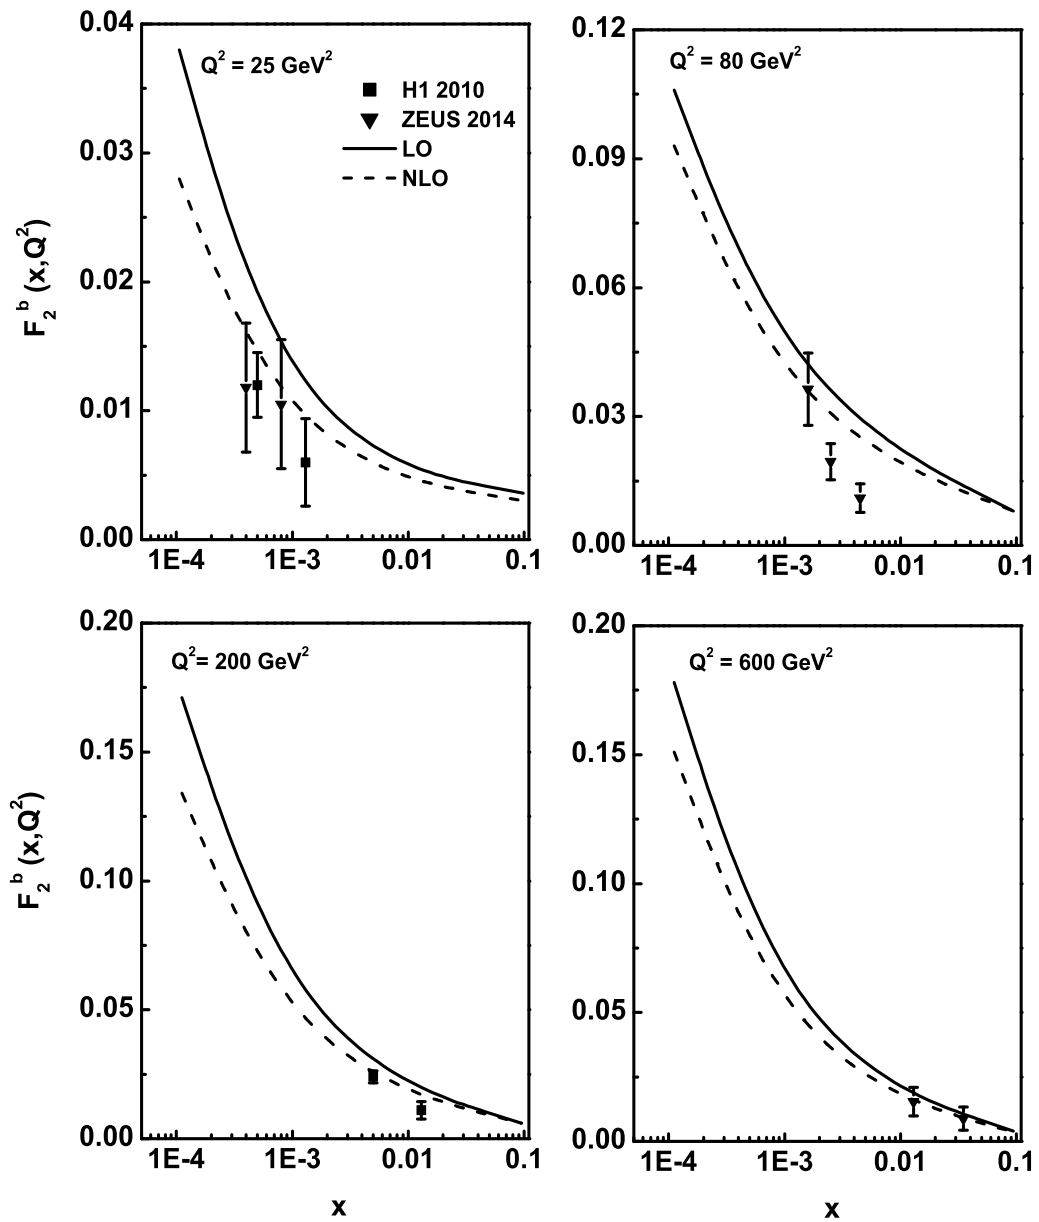 0.04
0.03
0.02
0.01
0.00
1E-4 1E-3 0.01 0.1
Q² = 25 GeV²
H1 2010
ZEUS 2014
LO
NLO
F₂ᵇ (x,Q²)
0.12
0.09
0.06
0.03
0.00
1E-4 1E-3 0.01 0.1
Q² = 80 GeV²
0.20
0.15
0.10
0.05
0.00
1E-4 1E-3 0.01 0.1
Q²= 200 GeV²
F₂ᵇ (x,Q²)
x
0.20
0.15
0.10
0.05
0.00
1E-4 1E-3 0.01 0.1
Q² = 600 GeV²
x